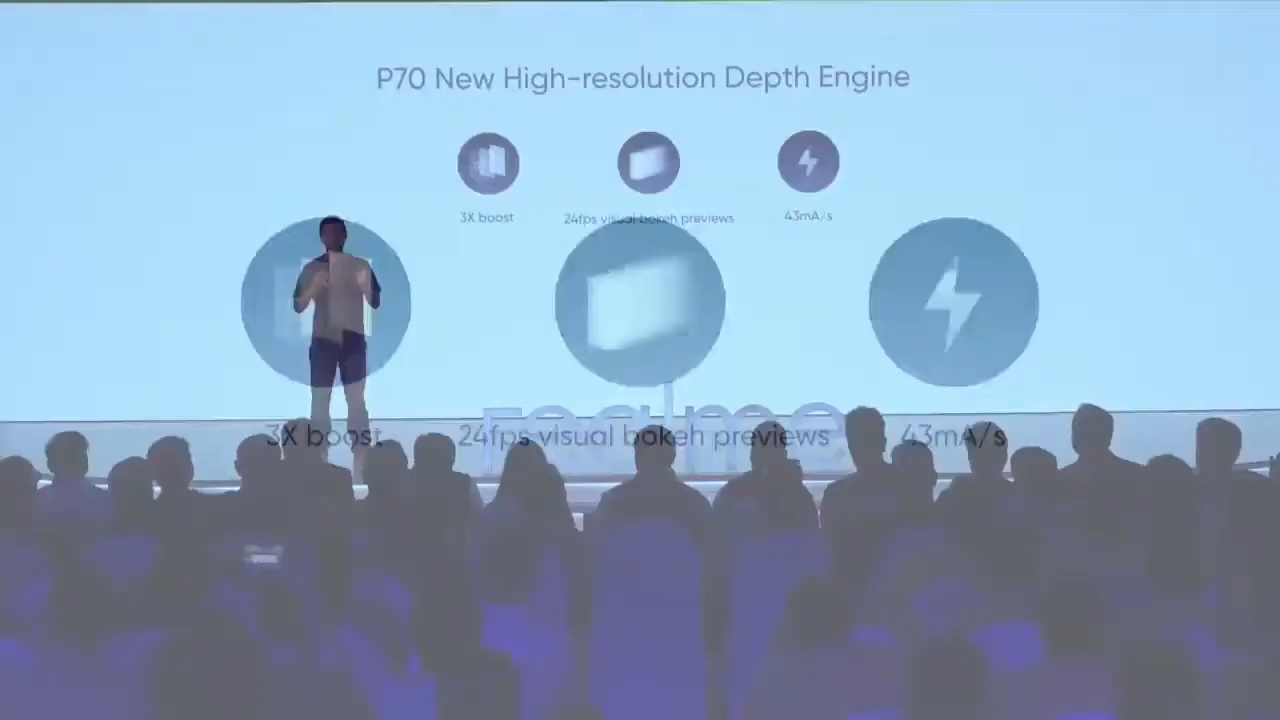 P70 New High-resolution Depth Engine
3X boost
24fps visual bokeh previews
43mA/s
realme
3X boost
24fps visual bokeh previews
43mA/s